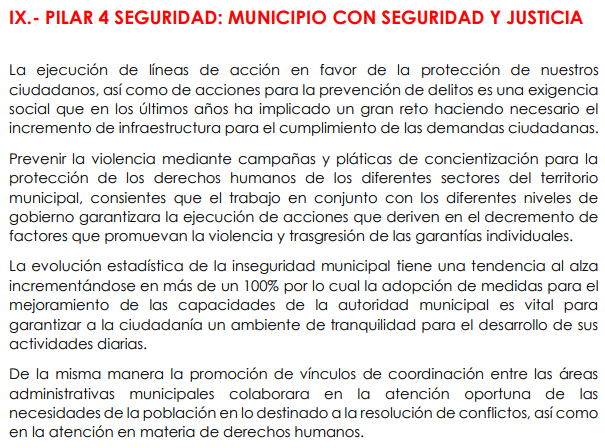 IX.- PILAR 4 SEGURIDAD: MUNICIPIO CON SEGURIDAD Y JUSTICIA
La ejecución de líneas de acción en favor de la protección de nuestros
ciudadanos, así como de acciones para la prevención de delitos es una exigencia
social que en los últimos años ha implicado un gran reto haciendo necesario el
incremento de infraestructura para el cumplimiento de las demandas ciudadanas.
Prevenir la violencia mediante campañas y pláticas de concientización para la
protección de los derechos humanos de los diferentes sectores del territorio
municipal, consientes que el trabajo en conjunto con los diferentes niveles de
gobierno garantizara la ejecución de acciones que deriven en el decremento de
factores que promuevan la violencia y trasgresión de las garantías individuales.
La evolución estadística de la inseguridad municipal tiene una tendencia al alza
incrementándose en más de un 100% por lo cual la adopción de medidas para el
mejoramiento de las capacidades de la autoridad municipal es vital para
garantizar a la ciudadanía un ambiente de tranquilidad para el desarrollo de sus
actividades diarias.
De la misma manera la promoción de vínculos de coordinación entre las áreas
administrativas municipales colaborara en la atención oportuna de las
necesidades de la población en lo destinado a la resolución de conflictos, así como
en la atención en materia de derechos humanos.